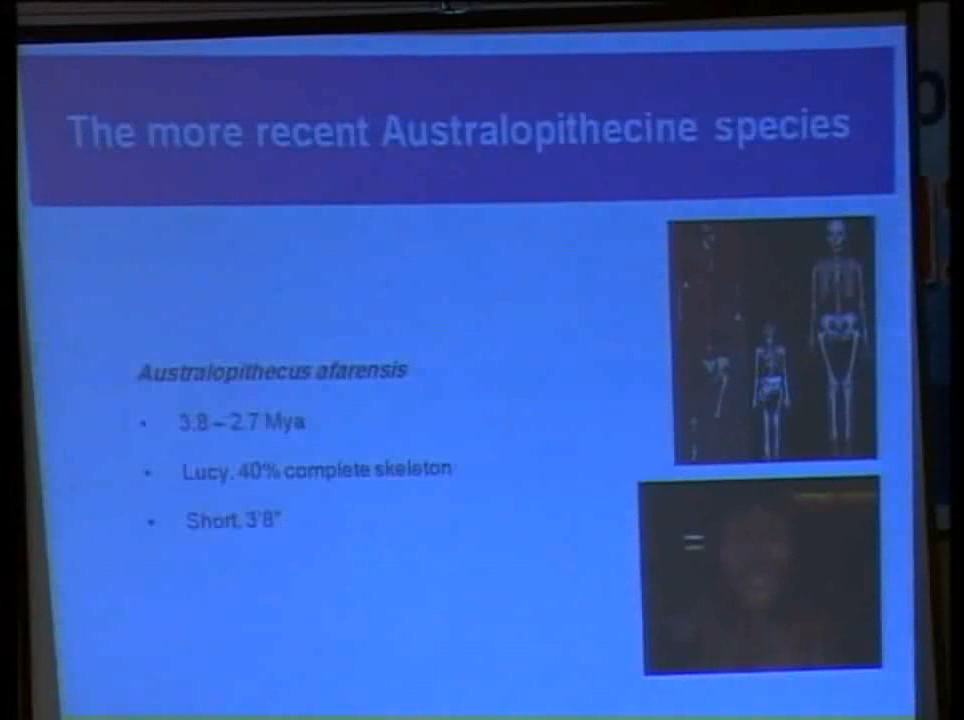 The more recent Australopithecine species
Australopithecus afarensis
• 3.8 – 2.7 Mya
• Lucy, 40% complete skeleton
• Short, 3'8"